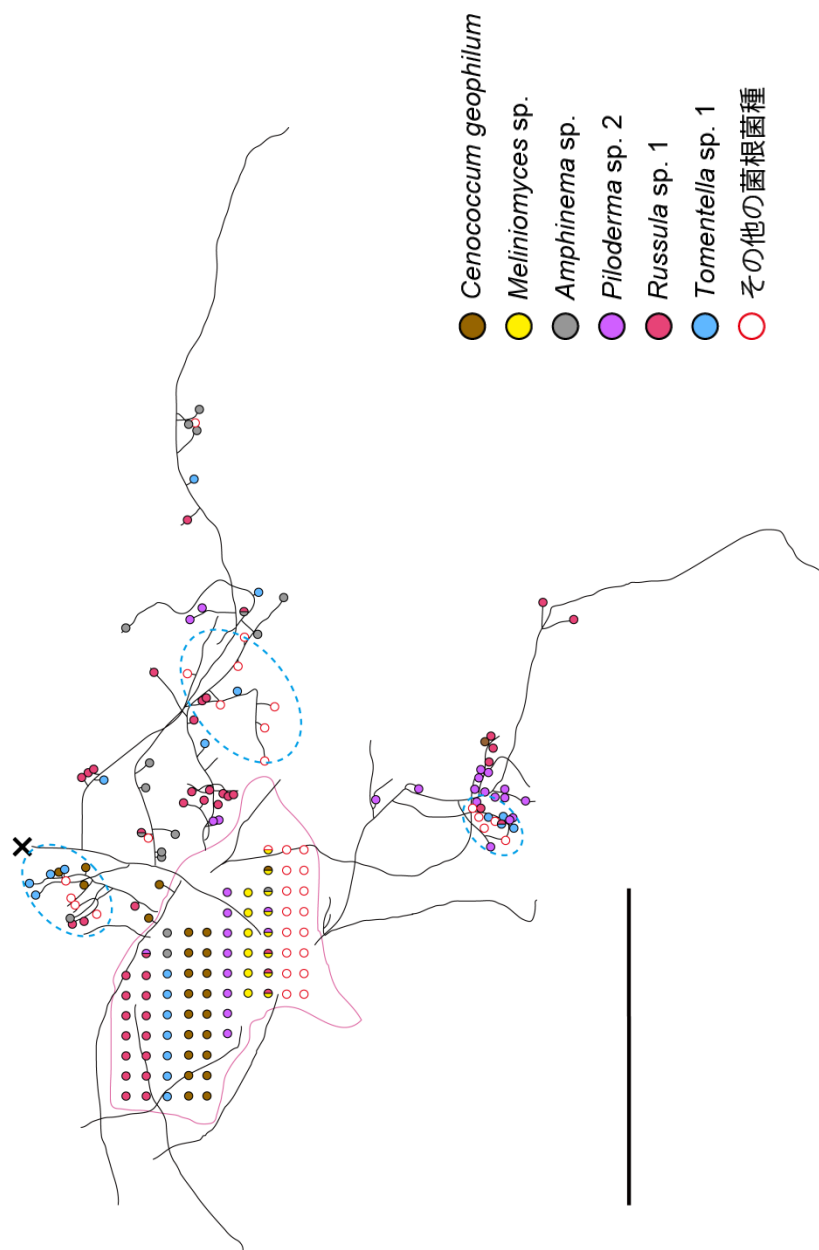 Cenococcum geophilum
Meliniomyces sp.
Amphinema sp.
Piloderma sp. 2
Russula sp. 1
Tomentella sp. 1
その他の菌根菌種